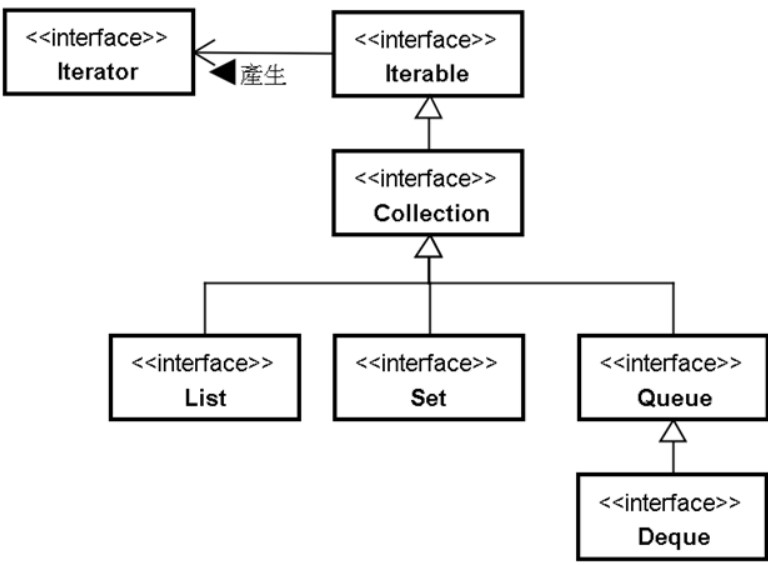 <<interface>>
Iterator
<<interface>>
Iterable
產生
<<interface>>
Collection
<<interface>>
List
<<interface>>
Set
<<interface>>
Queue
<<interface>>
Deque